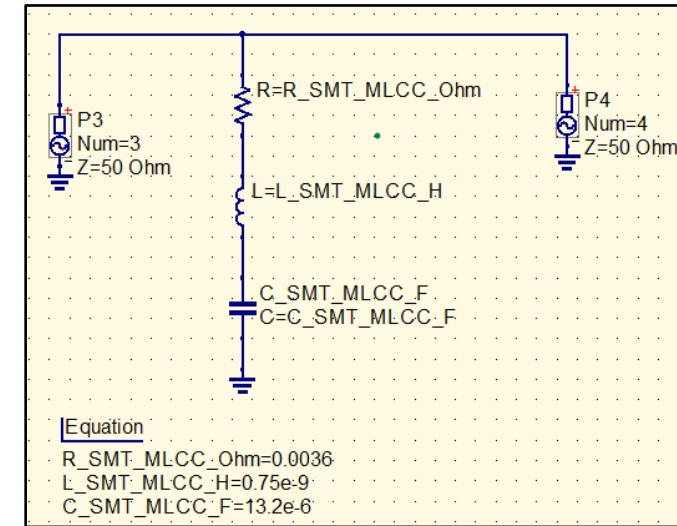 R=R_SMT_MLCC_Ohm
P3
Num=3
Z=50 Ohm
P4
Num=4
Z=50 Ohm
L=L_SMT_MLCC_H
C_SMT_MLCC_F
C=C_SMT_MLCC_F
Equation
R_SMT_MLCC_Ohm=0.0036
L_SMT_MLCC_H=0.75e-9
C_SMT_MLCC_F=13.2e-6